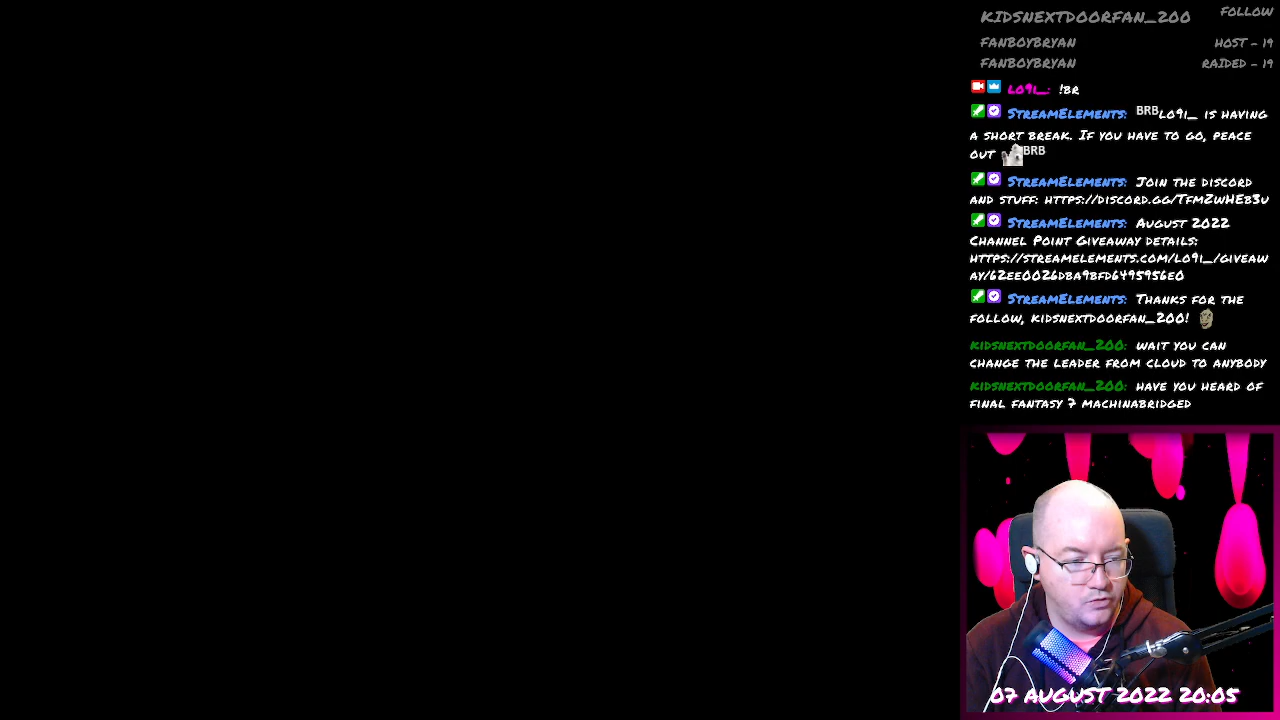 KIDSNEXTDOORFAN_200 FOLLOW
FANBOYBRYAN HOST - 19
FANBOYBRYAN RAIDED - 19
LO9I_: !BR
STREAMELEMENTS: BRB LO9I_ IS HAVING
A SHORT BREAK. IF YOU HAVE TO GO, PEACE
OUT BRB
STREAMELEMENTS: JOIN THE DISCORD
AND STUFF: HTTPS://DISCORD.GG/TFMZWHE83U
STREAMELEMENTS: AUGUST 2022
CHANNEL POINT GIVEAWAY DETAILS:
HTTPS://STREAMELEMENTS.COM/LO9I_/GIVEAW
AY/62EE0026DBA9BFD6495956E0
STREAMELEMENTS: THANKS FOR THE
FOLLOW, KIDSNEXTDOORFAN_200!
KIDSNEXTDOORFAN_200: WAIT YOU CAN
CHANGE THE LEADER FROM CLOUD TO ANYBODY
KIDSNEXTDOORFAN_200: HAVE YOU HEARD OF
FINAL FANTASY 7 MACHINABRIDGED
07 AUGUST 2022 20:05